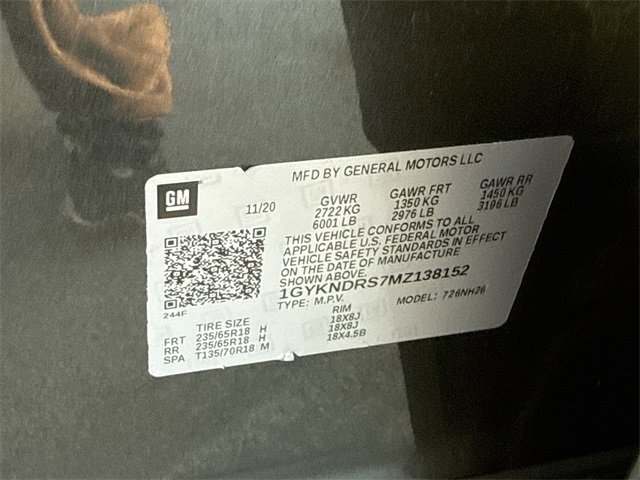 MFD BY GENERAL MOTORS LLC
GM
11/20
GVWR GAWR FRT GAWR RR
2722 KG 1350 KG 1450 KG
6001 LB 2976 LB 3196 LB
THIS VEHICLE CONFORMS TO ALL
APPLICABLE U.S. FEDERAL MOTOR
VEHICLE SAFETY STANDARDS IN EFFECT
ON THE DATE OF MANUFACTURE
SHOWN ABOVE.
1GYKNDRS7MZ138152
TYPE: M.P.V. MODEL: 726NH26
244F
TIRE SIZE RIM
FRT 235/65R18 H 18X8J
RR 235/65R18 H 18X8J
SPA T135/70R18 M 18X4.5B